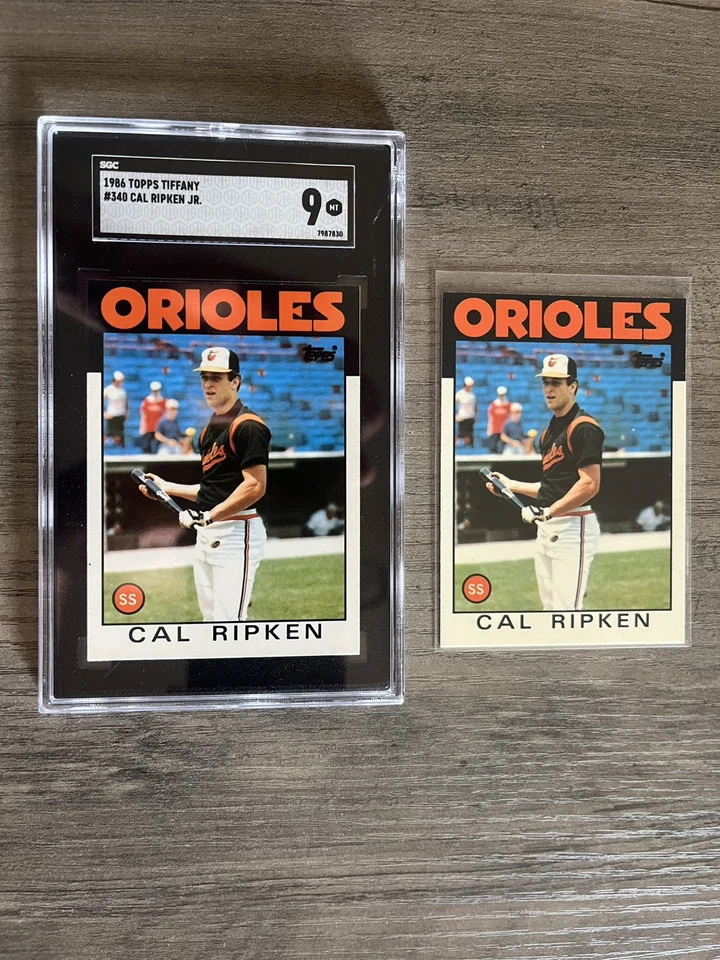 SGC
1986 TOPPS TIFFANY
#340 CAL RIPKEN JR.
9 MT
7987830
ORIOLES
Topps
SS
CAL RIPKEN
ORIOLES
Topps
SS
CAL RIPKEN